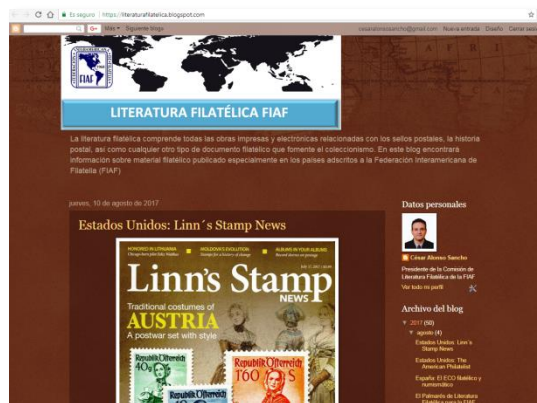 Es seguro | https://literaturafilatelica.blogspot.com
G+ Más Siguiente blog»
cesaralonsosancho@gmail.com Nueva entrada Diseño Cerrar sesión
FIAF
LITERATURA FILATÉLICA FIAF
La literatura filatélica comprende todas las obras impresas y electrónicas relacionadas con los sellos postales, la historia
postal, así como cualquier otro tipo de documento filatélico que fomente el coleccionismo. En este blog encontrará
información sobre material filatélico publicado especialmente en los países adscritos a la Federación Interamericana de
Filatelia (FIAF)
jueves, 10 de agosto de 2017
Estados Unidos: Linn´s Stamp News
HONORED IN LITHUANIA
MOLDOVA'S EVOLUTION
ALBUMS IN YOUR ALBUMS
Linn's Stamp
NEWS
Traditional costumes of
AUSTRIA
A postwar set with style
Republik Österreich
40g
Republik Österreich
1'60 S
Republik Österreich
Datos personales
César Alonso Sancho
Presidente de la Comisión de
Literatura Filatélica de la FIAF
Ver todo mi perfil
Archivo del blog
▼ 2017 (50)
▼ agosto (4)
Estados Unidos: Linn´s
Stamp News
Estados Unidos: The
American Philatelist
España: El ECO filatélico y
numismático
El Palmarés de Literatura